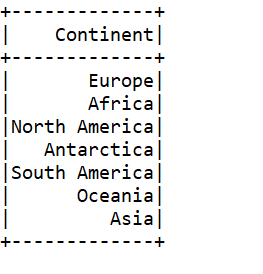 +-------------+
|    Continent|
+-------------+
|       Europe|
|       Africa|
|North America|
|   Antarctica|
|South America|
|      Oceania|
|         Asia|
+-------------+